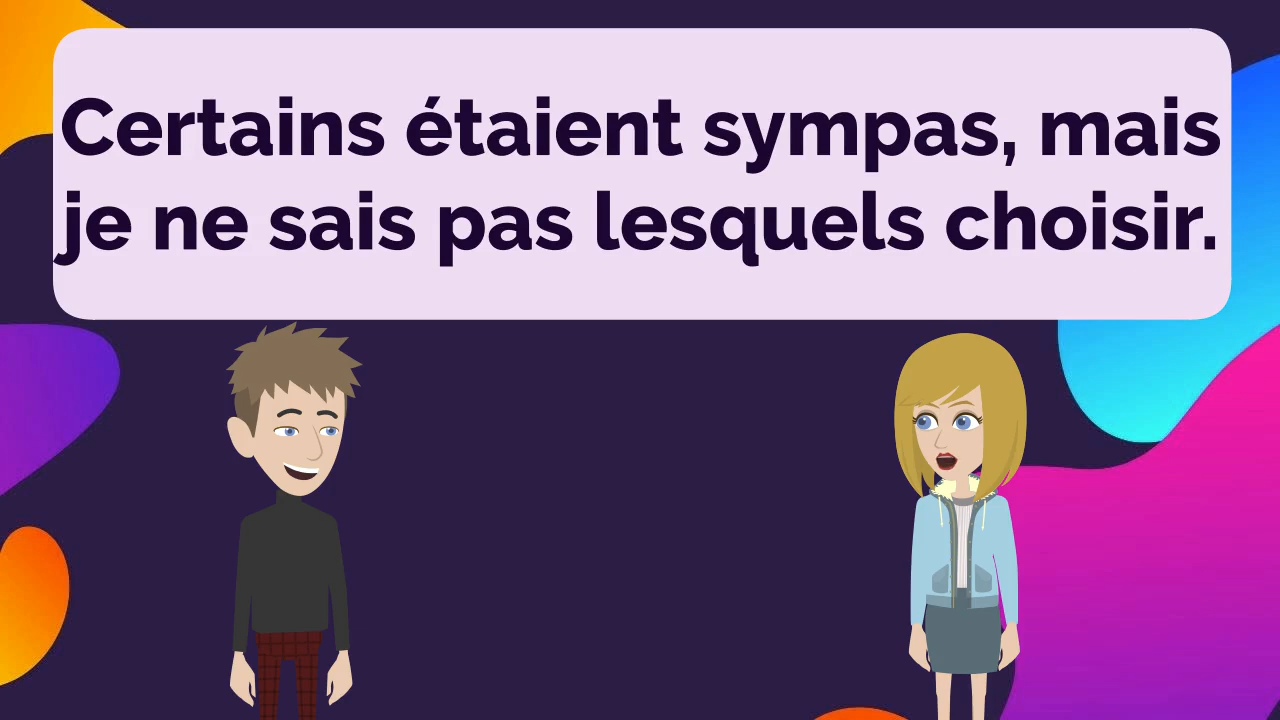 Certains étaient sympas, mais
je ne sais pas lesquels choisir.